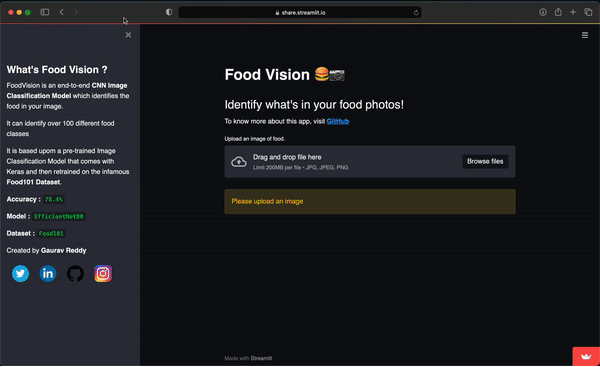 share.streamlit.io
What's Food Vision ?
FoodVision is an end-to-end CNN Image
Classification Model which identifies the
food in your image.
It can identify over 100 different food
classes
It is based upom a pre-trained Image
Classification Model that comes with
Keras and then retrained on the infamous
Food101 Dataset.
Accuracy : 78.4%
Model : EfficientNetB0
Dataset : Food101
Created by Gaurav Reddy
Food Vision 🍔📷
Identify what's in your food photos!
To know more about this app, visit GitHub
Upload an image of food.
Drag and drop file here
Limit 200MB per file • JPG, JPEG, PNG
Browse files
Please upload an image
Made with Streamlit